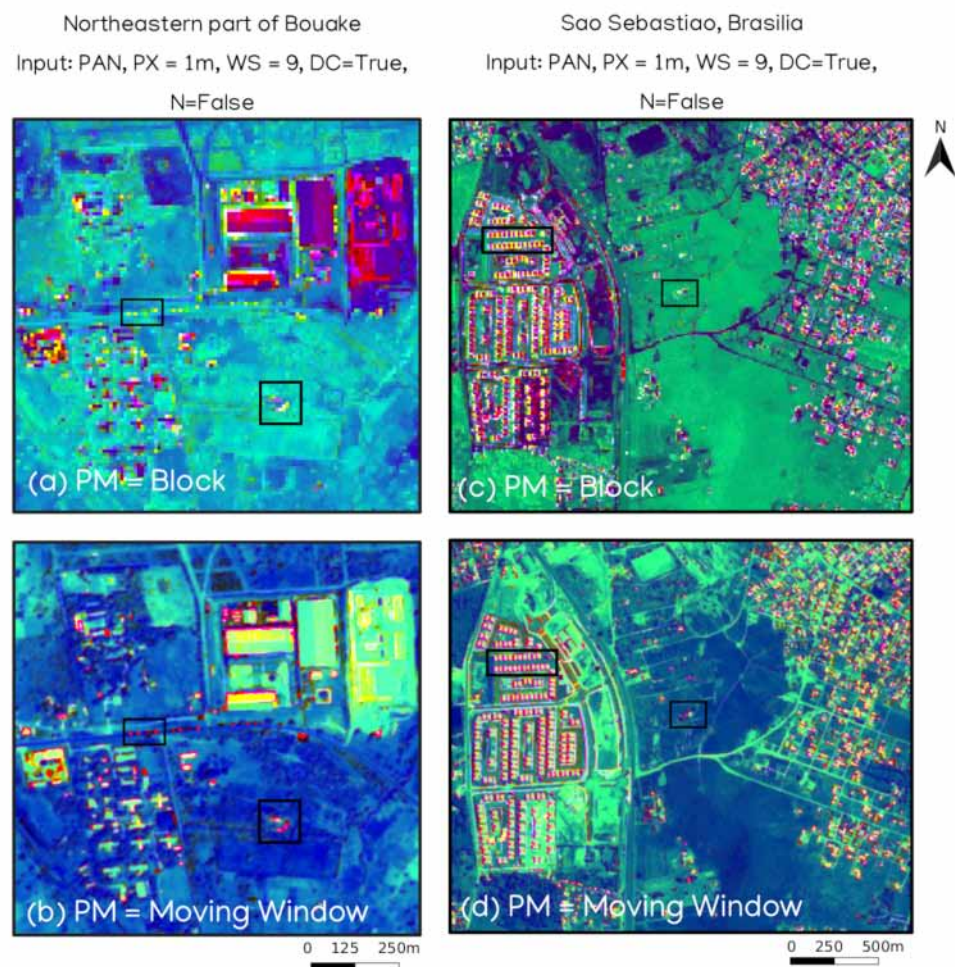 Northeastern part of Bouake
Input: PAN, PX = 1m, WS = 9, DC=True,
N=False
Sao Sebastiao, Brasilia
Input: PAN, PX = 1m, WS = 9, DC=True,
N=False
N
(a) PM = Block
(c) PM = Block
(b) PM = Moving Window
(d) PM = Moving Window
0 125 250m
0 250 500m